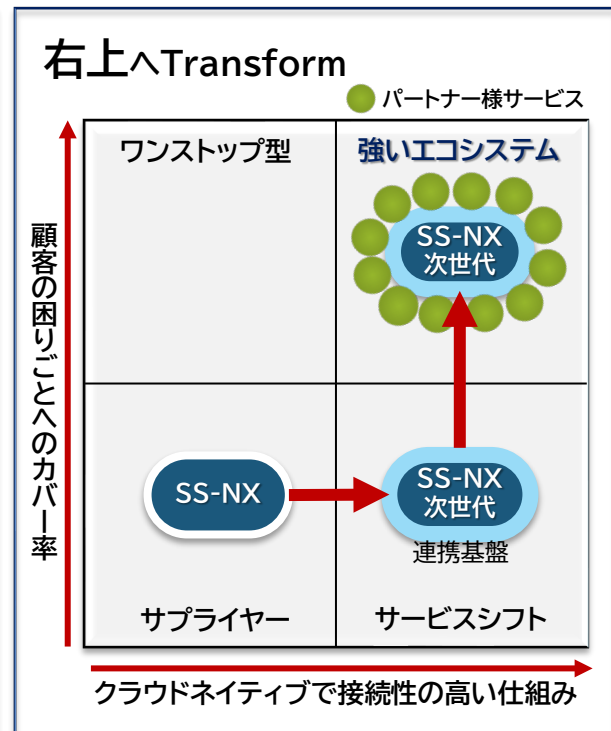 右上へTransform
パートナー様サービス
ワンストップ型
強いエコシステム
SS-NX
次世代
顧客の困りごとへのカバー率
SS-NX
SS-NX
次世代
連携基盤
サプライヤー
サービスシフト
クラウドネイティブで接続性の高い仕組み